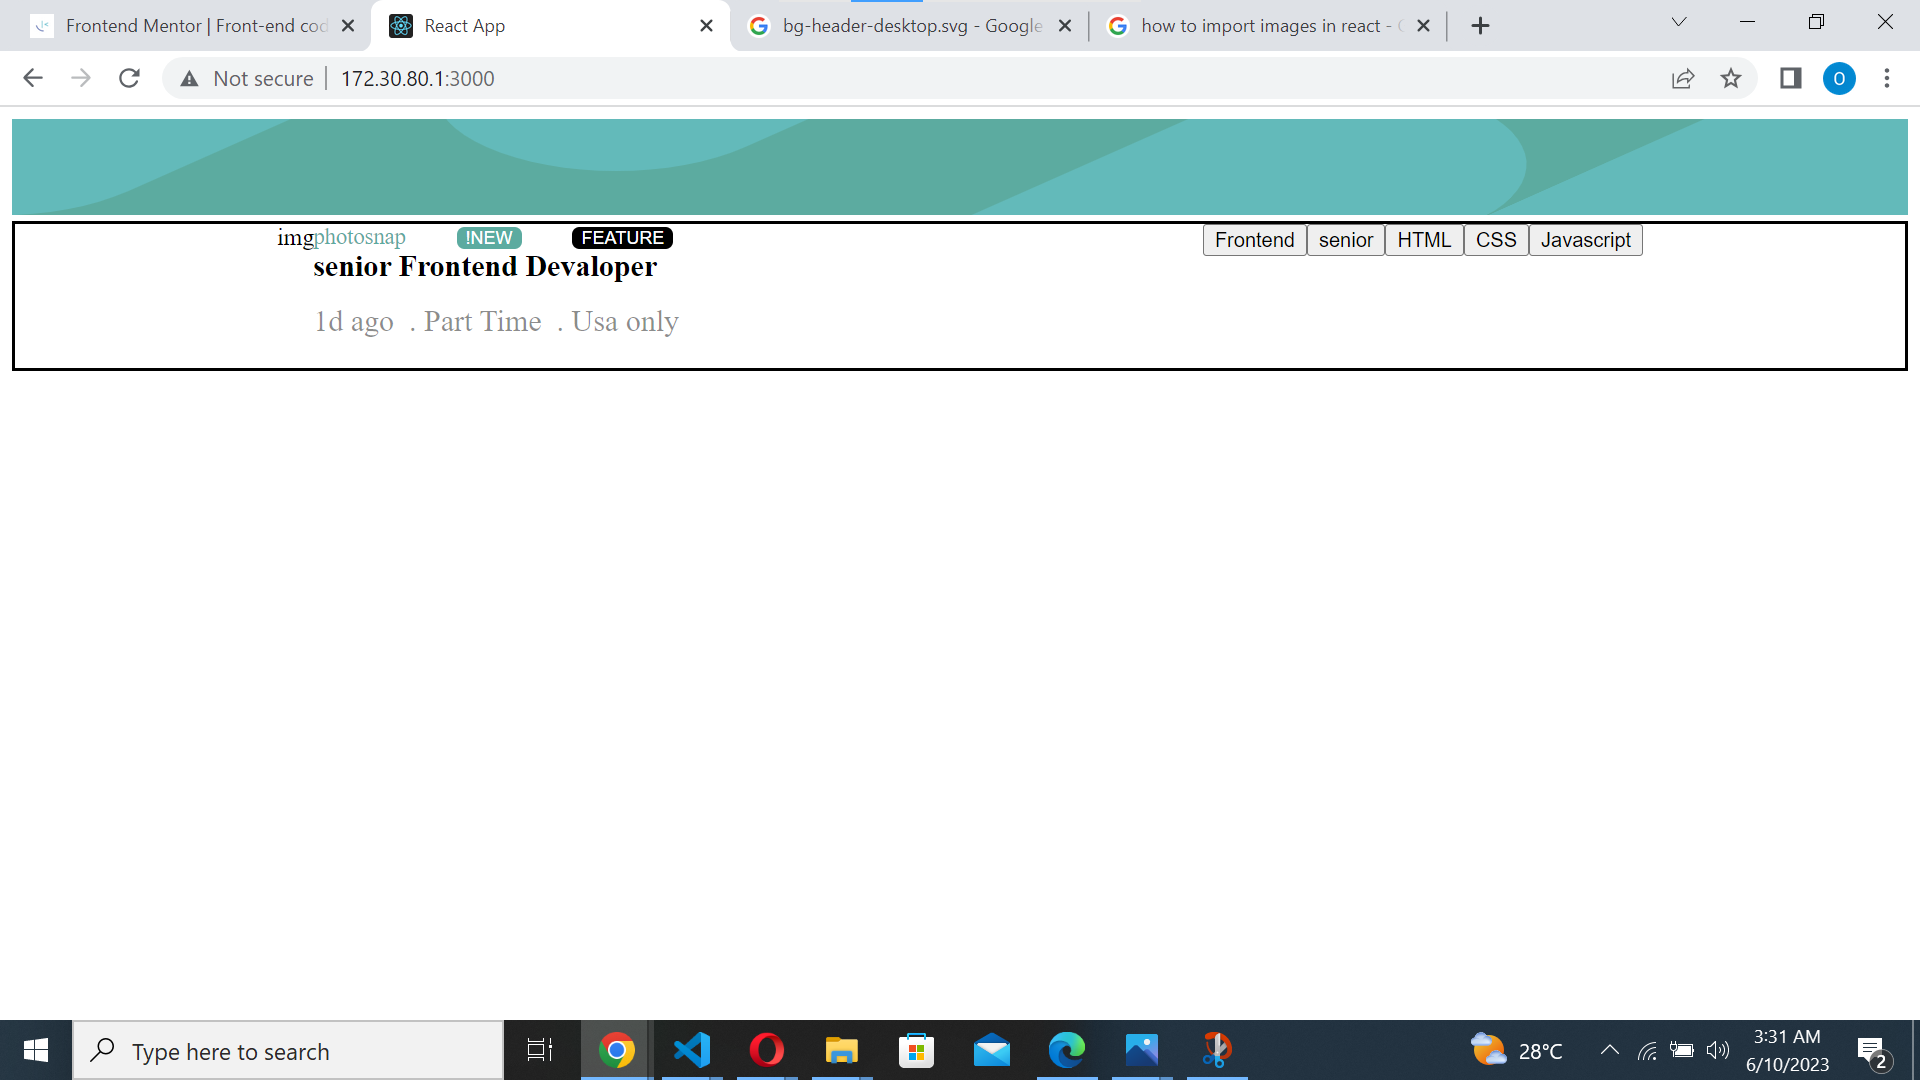 Frontend Mentor | Front-end cod
React App
bg-header-desktop.svg - Google
how to import images in react -
Not secure
172.30.80.1:3000
O
imgphotosnap !NEW FEATURE
Frontend senior HTML CSS Javascript
senior Frontend Devaloper
1d ago . Part Time . Usa only
Type here to search
28°C
3:31 AM
6/10/2023
2